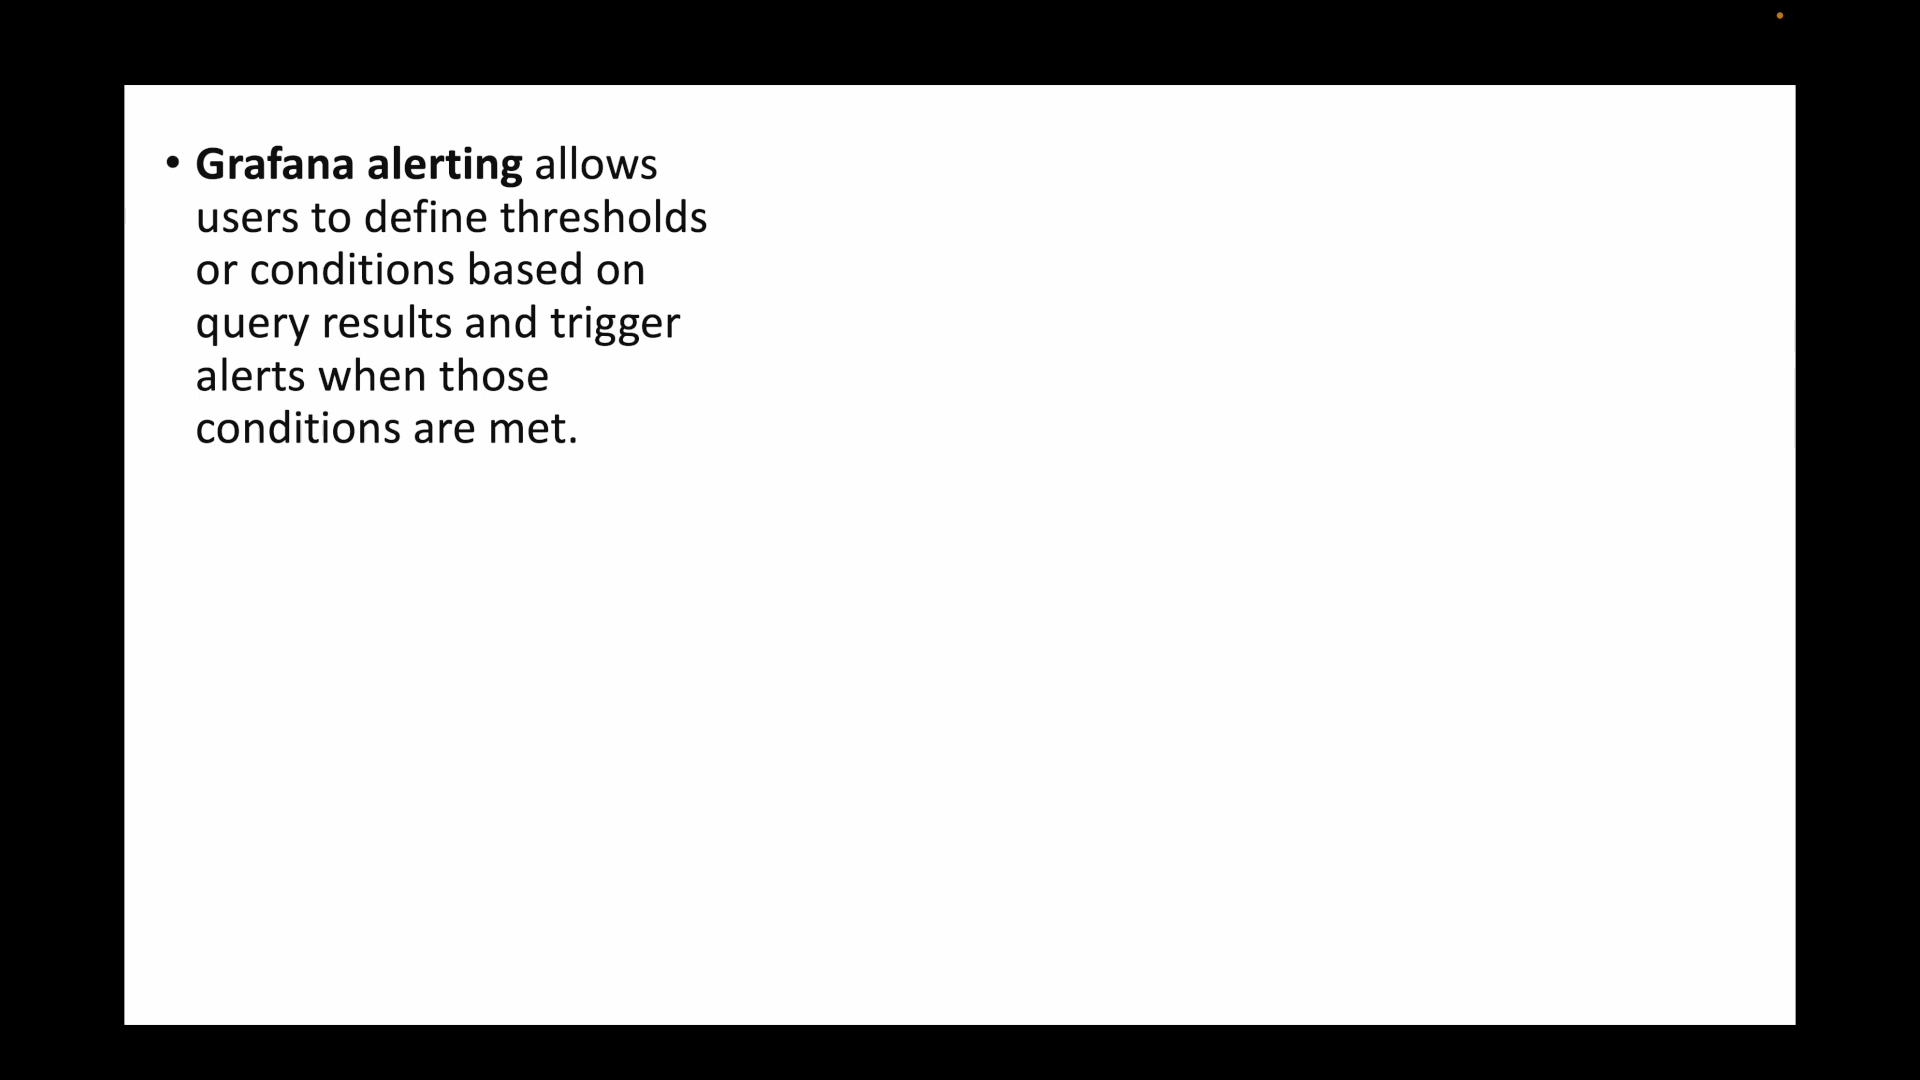 • Grafana alerting allows
users to define thresholds
or conditions based on
query results and trigger
alerts when those
conditions are met.